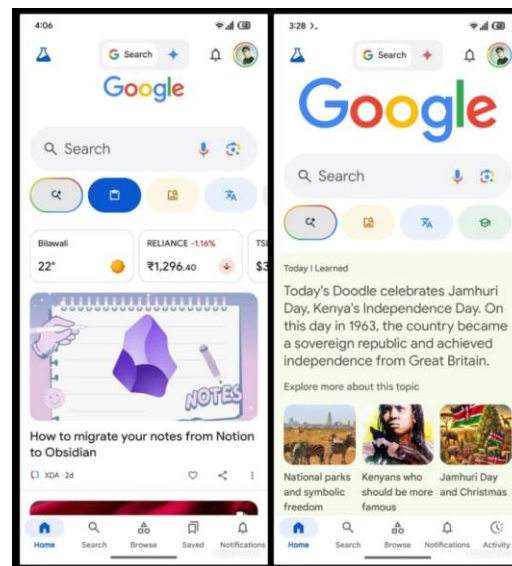 4:06
Search
Google
Search
Bilawali
22°
RELIANCE -1.16%
₹1,296.40
$3
NOTES
How to migrate your notes from Notion
to Obsidian
XDA · 2d
Home
Search
Browse
Saved
Notifications
3:28
Search
Google
Search
Today I Learned
Today's Doodle celebrates Jamhuri
Day, Kenya's Independence Day. On
this day in 1963, the country became
a sovereign republic and achieved
independence from Great Britain.
Explore more about this topic
National parks
and symbolic
freedom
Kenyans who
should be more
famous
Jamhuri Day
and Christmas
Home
Search
Browse
Notifications
Activity